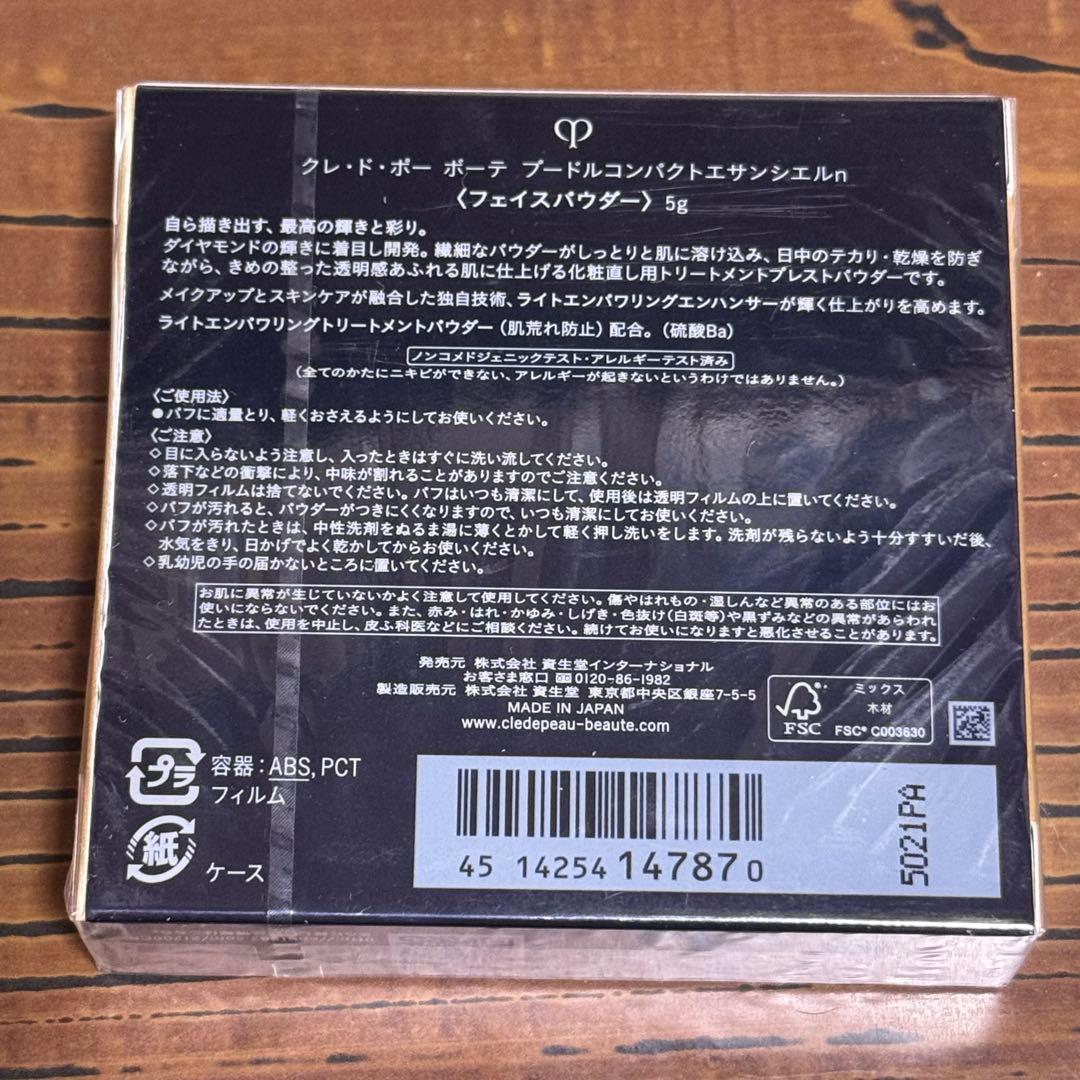 クレ・ド・ポー ボーテ プードルコンパクトエサンシエルn
〈フェイスパウダー〉5g
自ら描き出す、最高の輝きと彩り。
ダイヤモンドの輝きに着目し開発。繊細なパウダーがしっとりと肌に溶け込み、日中のテカリ・乾燥を防ぎ
ながら、きめの整った透明感あふれる肌に仕上げる化粧直し用トリートメントプレストパウダーです。
メイクアップとスキンケアが融合した独自技術、ライトエンパワリングエンハンサーが輝く仕上がりを高めます。
ライトエンパワリングトリートメントパウダー（肌荒れ防止）配合。（硫酸Ba）
ノンコメドジェニックテスト・アレルギーテスト済み
（全てのかたにニキビができない、アレルギーが起きないというわけではありません。）
〈ご使用法〉
●パフに適量とり、軽くおさえるようにしてお使いください。
〈ご注意〉
◇目に入らないよう注意し、入ったときはすぐに洗い流してください。
◇落下などの衝撃により、中味が割れることがありますのでご注意ください。
◇透明フィルムは捨てないでください。パフはいつも清潔にして、使用後は透明フィルムの上に置いてください。
◇パフが汚れると、パウダーがつきにくくなりますので、いつも清潔にしてお使いください。
◇パフが汚れたときは、中性洗剤をぬるま湯に薄くとかして軽く押し洗いをします。洗剤が残らないよう十分すすいだ後、
水気をきり、日かげでよく乾かしてからお使いください。
◇乳幼児の手の届かないところに置いてください。
お肌に異常が生じていないかよく注意して使用してください。傷やはれもの・湿しんなど異常のある部位にはお
使いにならないでください。また、赤み・はれ・かゆみ・しげき・色抜け（白斑等）や黒ずみなどの異常があらわれ
たときは、使用を中止し、皮ふ科医などにご相談ください。続けてお使いになりますと悪化させることがあります。
発売元 株式会社 資生堂インターナショナル
お客さま窓口 0120-86-1982
製造販売元 株式会社 資生堂 東京都中央区銀座7-5-5
MADE IN JAPAN
www.cledepeau-beaute.com
FSC
ミックス
木材
FSC® C003630
プラ
容器：ABS, PCT
フィルム
紙
ケース
45 14254 14787 0
5021PA